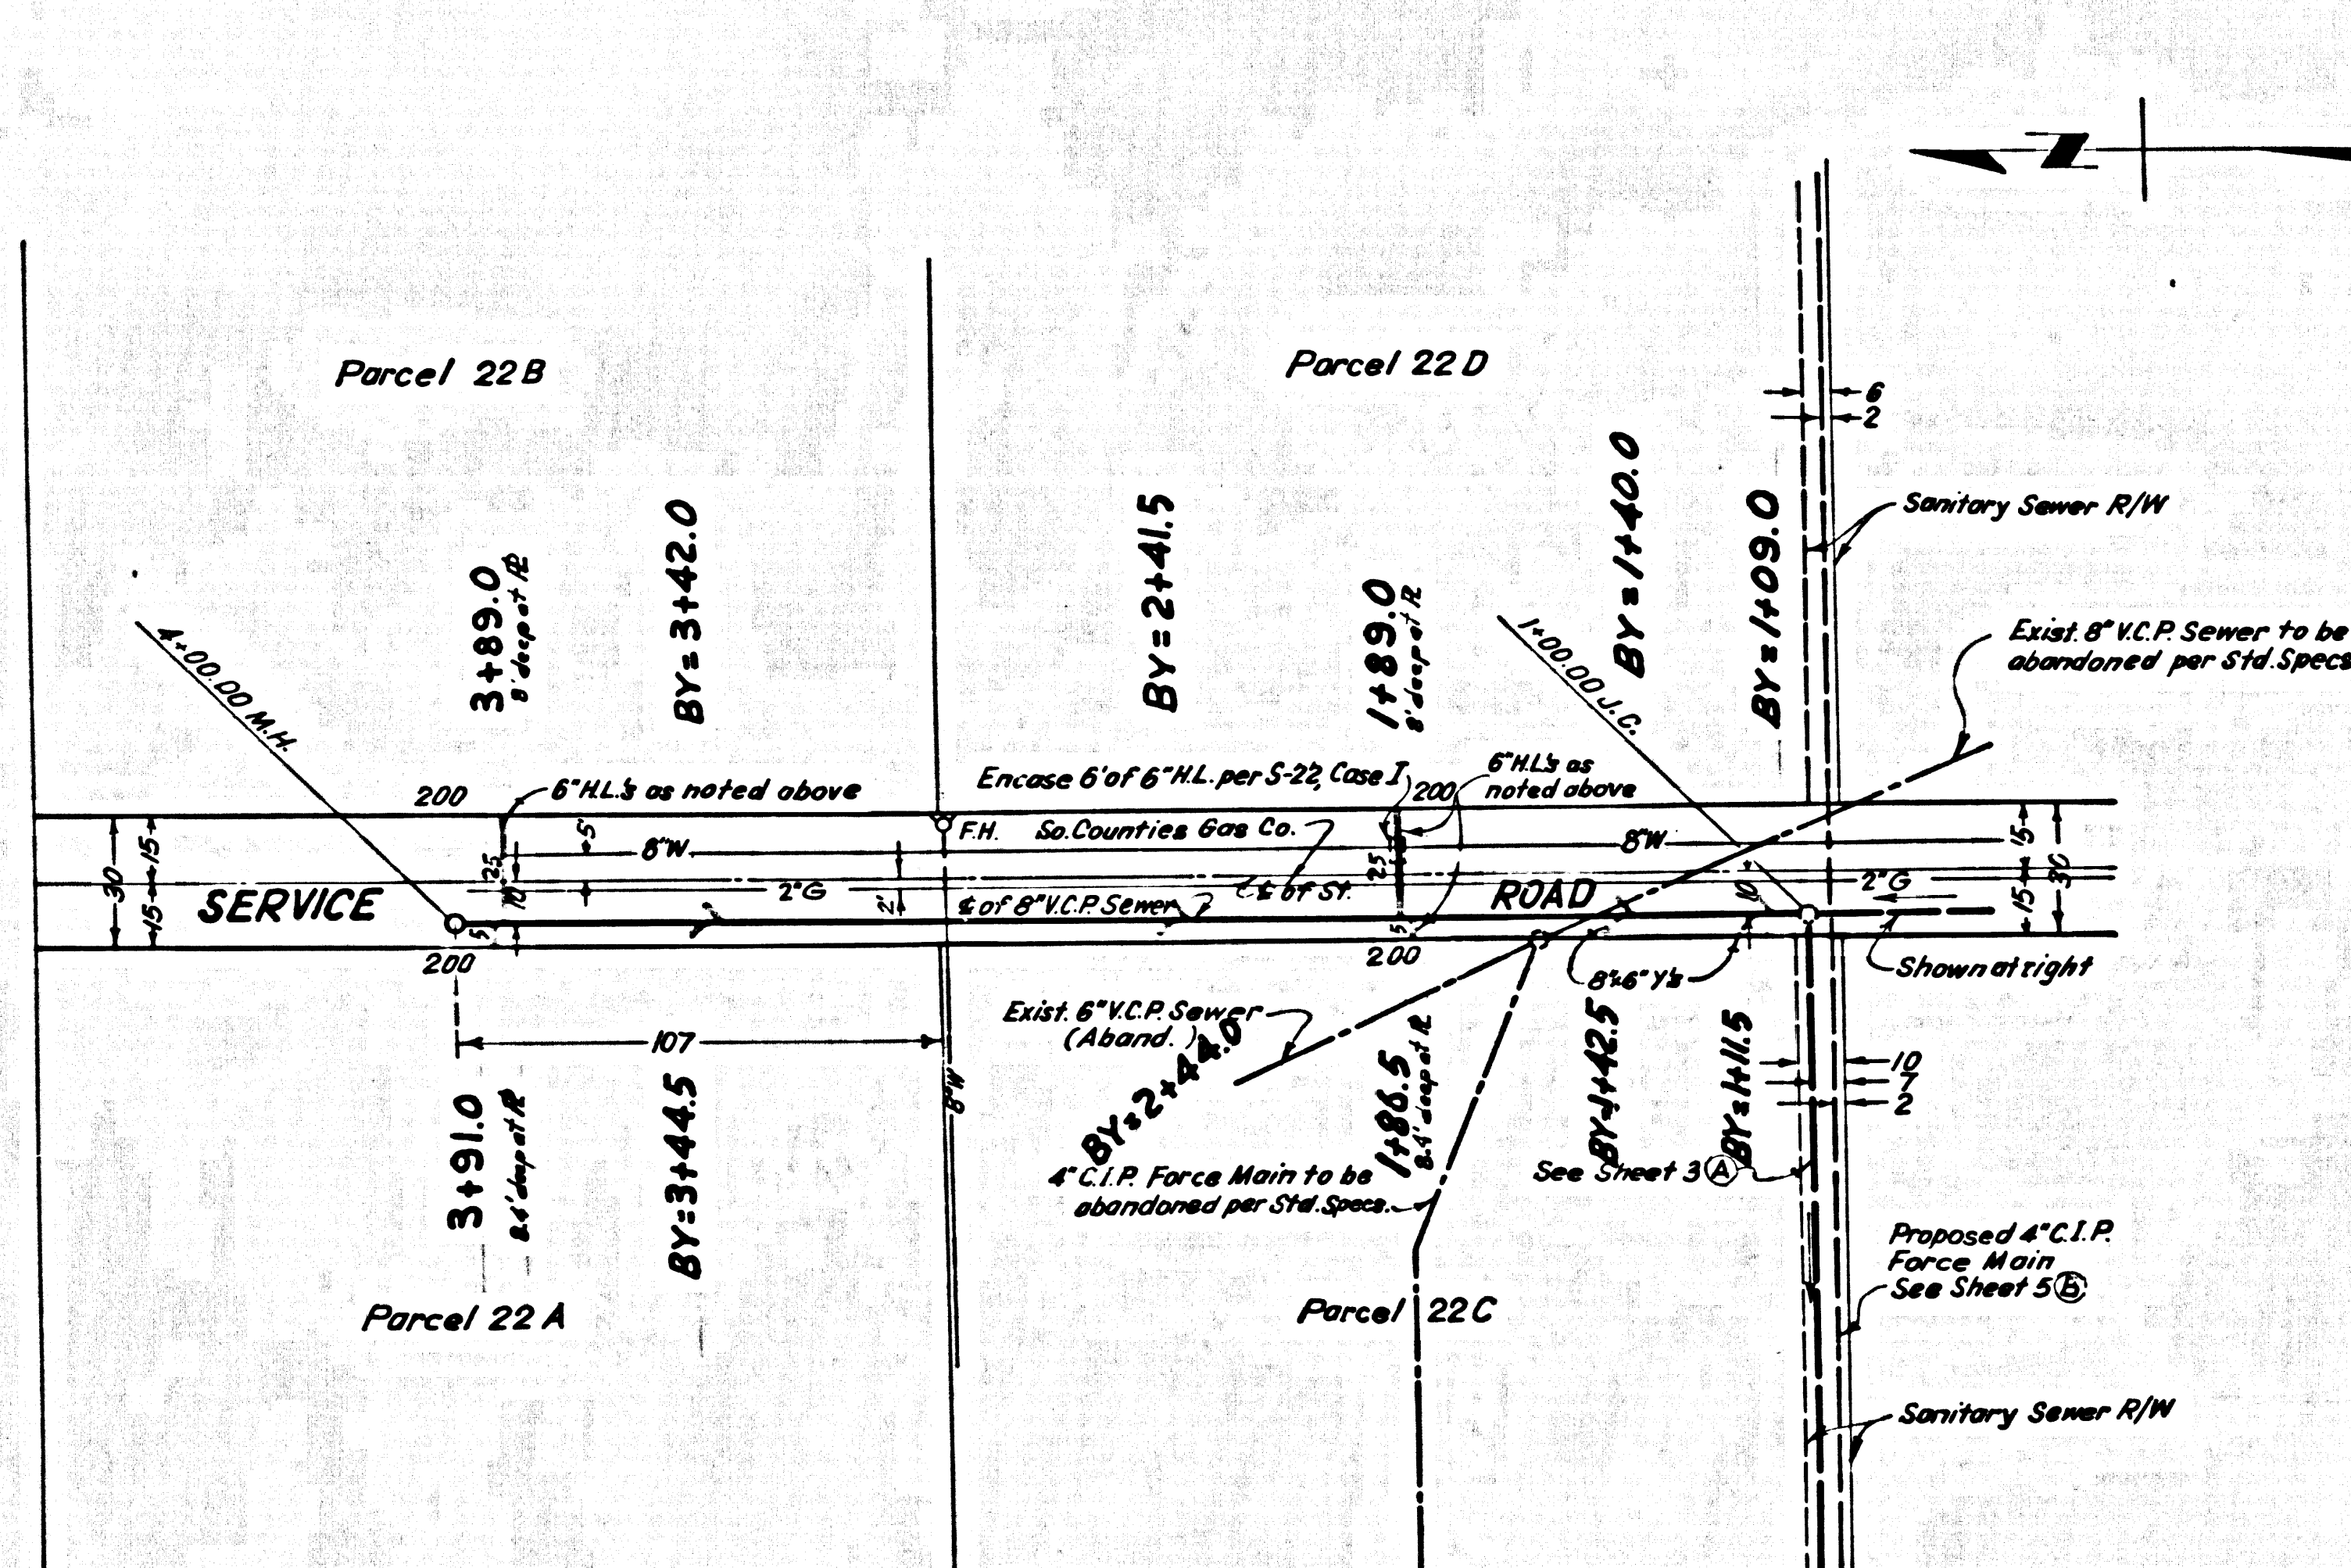 Parcel 22 B
Parcel 22 D
6
2
Sanitary Sewer R/W
3+89.0
8' deep at PL
BY=3+42.0
BY=2+41.5
1+89.0
8' deep at PL
BY=1+40.0
BY=1+09.0
4+00.00 M.H.
1+00.00 J.C.
Exist. 8" V.C.P. Sewer to be
abandoned per Std. Specs
200
6" H.L.'s as noted above
Encase 6' of 6" H.L. per S-22, Case I
200
6" H.L.'s as
noted above
30
15
15
SERVICE
25
10
5
5'
8"W
2"G
2'
F.H.
So. Counties Gas Co.
℄ of 8" V.C.P. Sewer
℄ of St.
25
5
ROAD
8"W
10
2"G
15
15
30
200
200
8"x6" Y's
Shown at right
107
8"W
Exist. 6" V.C.P. Sewer
(Aband.)
BY=2+44.0
1+86.5
8.4' deep at PL
BY=1+42.5
BY=1+11.5
10
7
2
3+91.0
8.4' deep at PL
BY=3+44.5
4" C.I.P. Force Main to be
abandoned per Std. Specs.
See Sheet 3 A
Proposed 4" C.I.P.
Force Main
See Sheet 5 B
Parcel 22 A
Parcel 22 C
Sanitary Sewer R/W